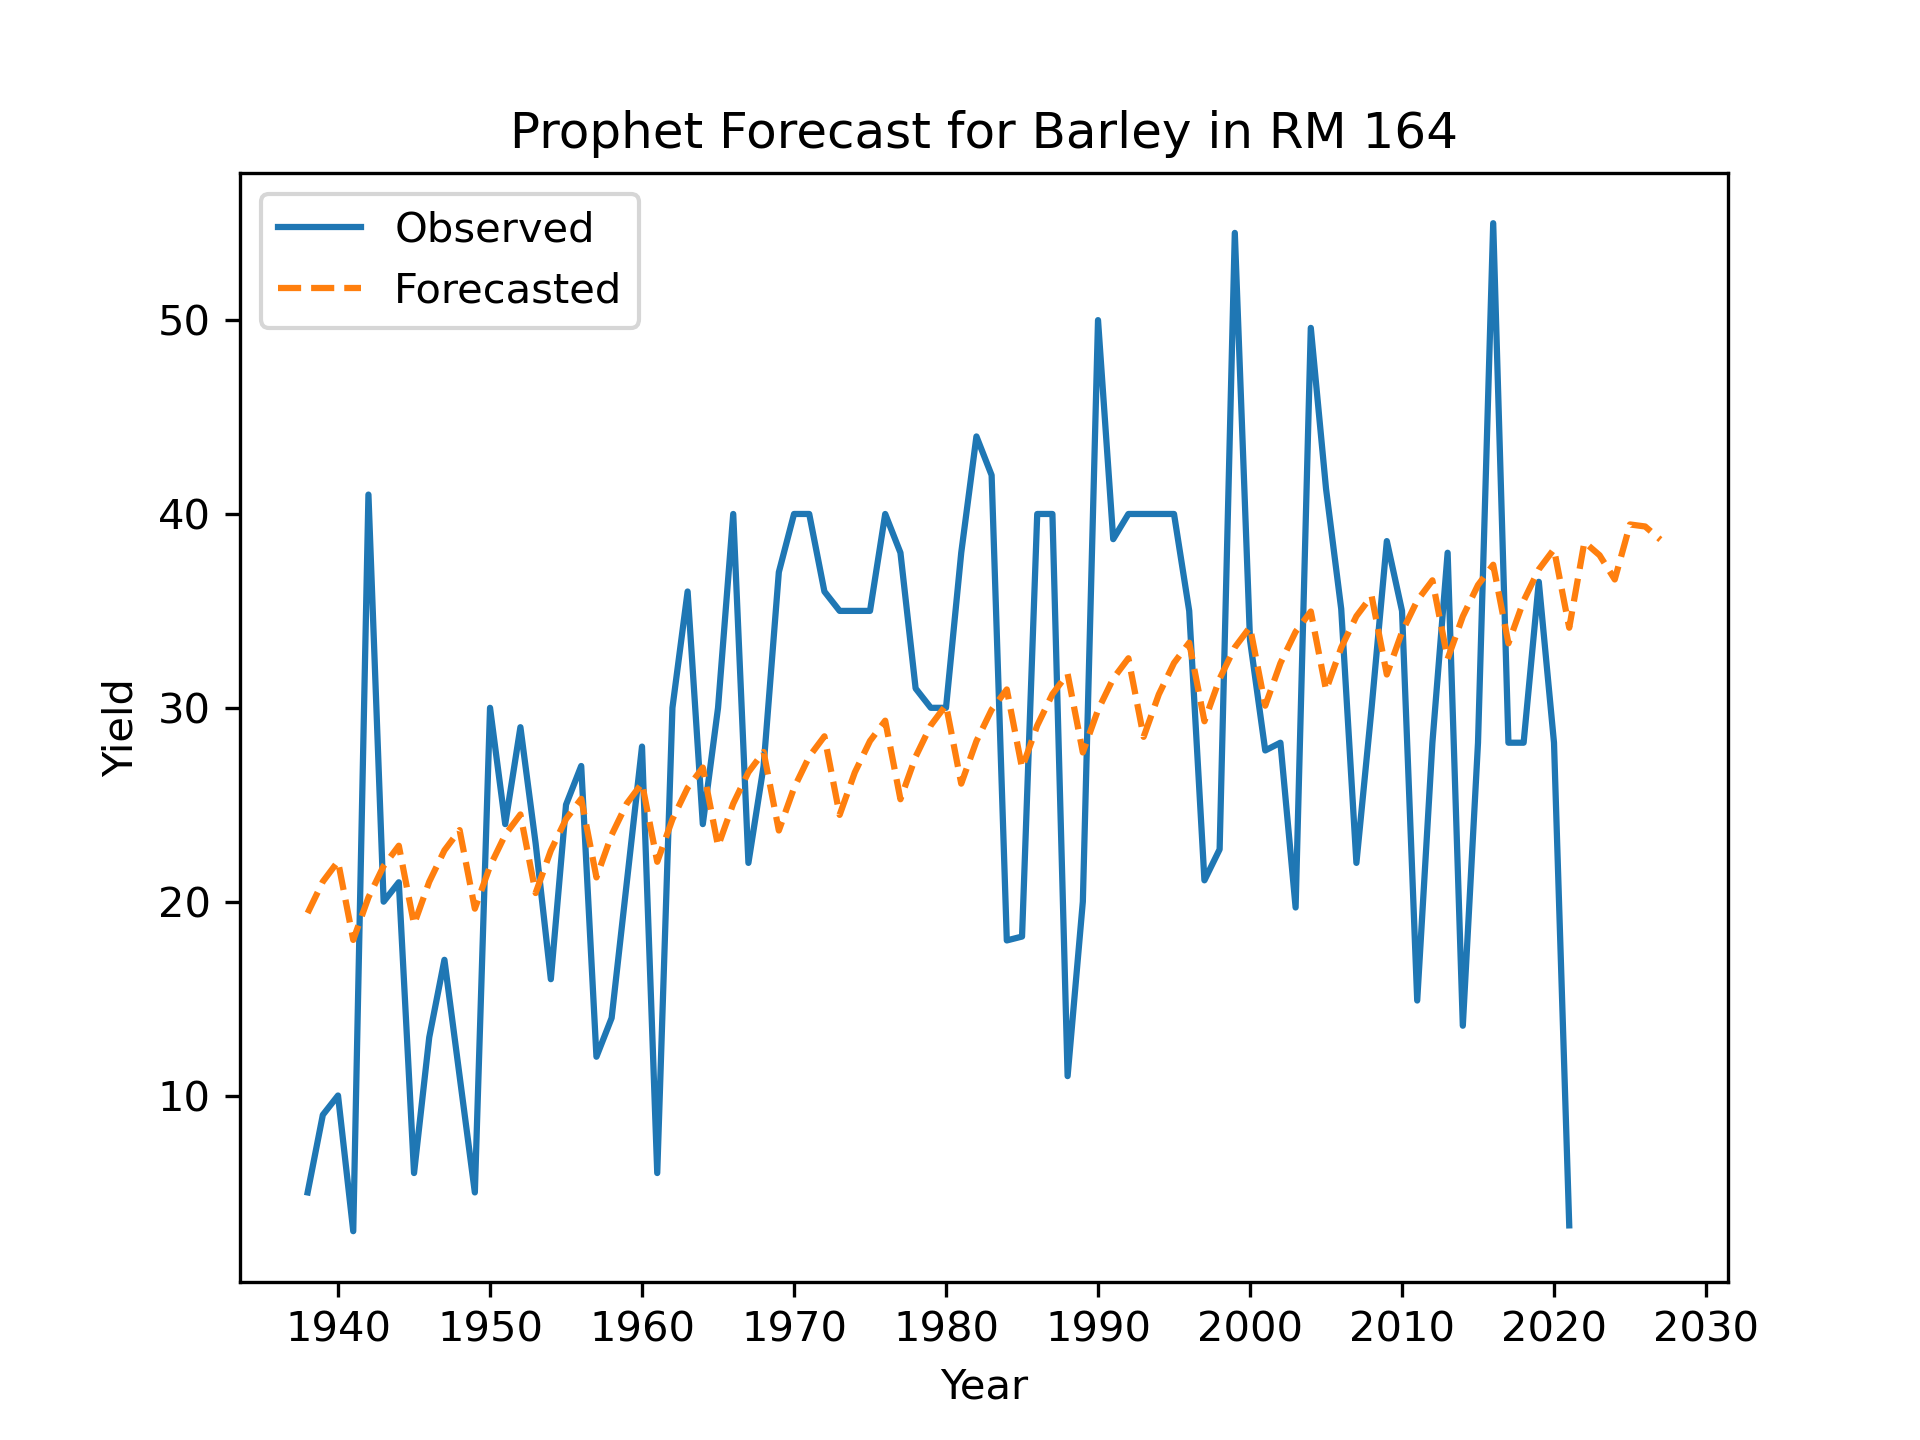 Prophet Forecast for Barley in RM 164
Observed
Forecasted
50
40
30
20
10
Yield
1940 1950 1960 1970 1980 1990 2000 2010 2020 2030
Year